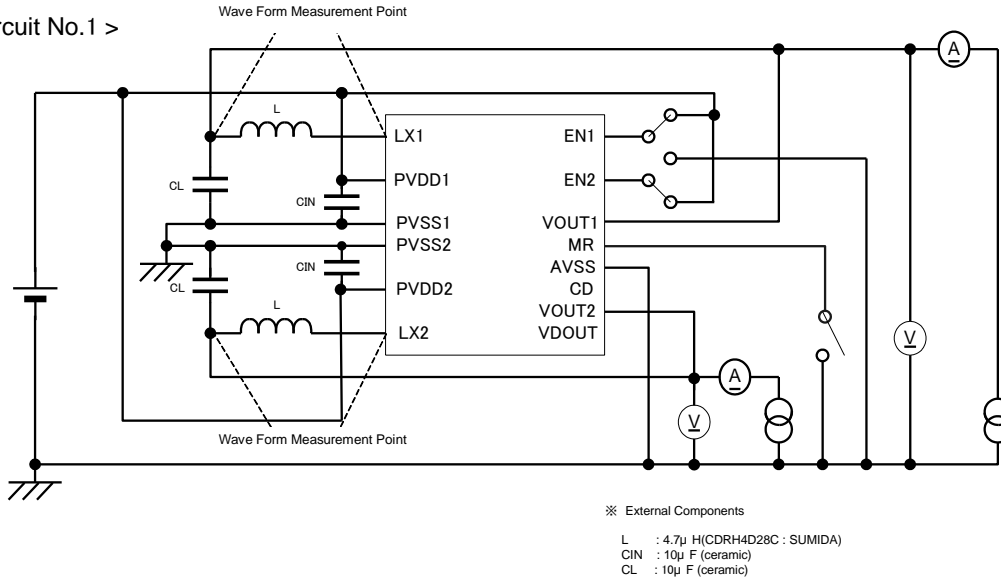 rcuit No.1 >
Wave Form Measurement Point
A
L
LX1
EN1
CL
PVDD1
EN2
CIN
PVSS1
VOUT1
PVSS2
MR
CIN
AVSS
CL
PVDD2
CD
L
VOUT2
LX2
VDOUT
V
A
V
Wave Form Measurement Point
※ External Components
L : 4.7μ H(CDRH4D28C : SUMIDA)
CIN : 10μ F (ceramic)
CL : 10μ F (ceramic)